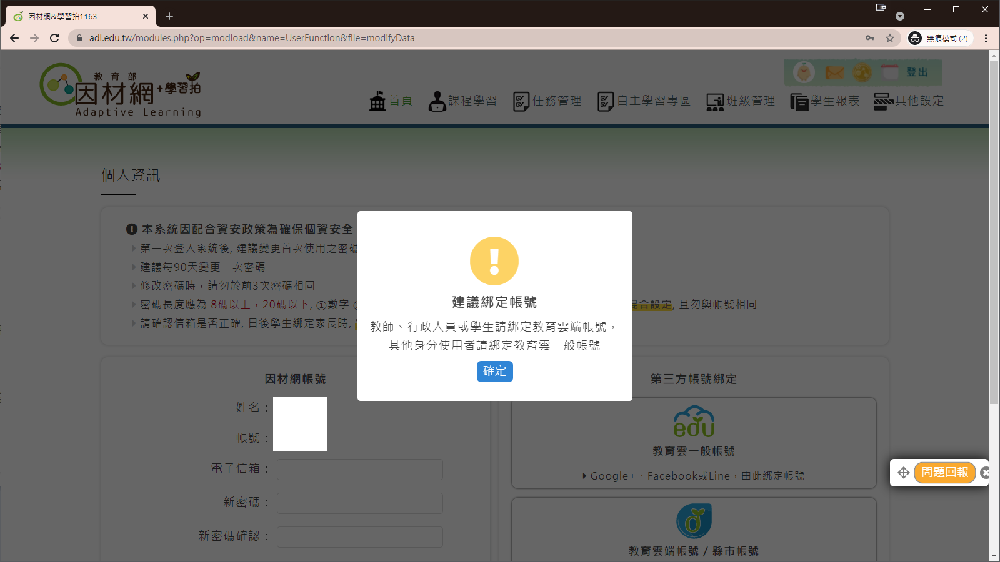 因材網&學習拍1163
adl.edu.tw/modules.php?op=modload&name=UserFunction&file=modifyData
無痕模式 (2)
教育部
因材網+學習拍
Adaptive Learning
登出
首頁
課程學習
任務管理
自主學習專區
班級管理
學生報表
其他設定
個人資訊
本系統因配合資安政策為確保個資安全
第一次登入系統後, 建議變更首次使用之密碼
建議每90天變更一次密碼
修改密碼時，請勿於前3次密碼相同
密碼長度應為 8碼以上，20碼以下, ①數字
混合設定, 且勿與帳號相同
請確認信箱是否正確, 日後學生綁定家長時,
建議綁定帳號
教師、行政人員或學生請綁定教育雲端帳號，
其他身分使用者請綁定教育雲一般帳號
確定
因材網帳號
姓名：
帳號：
電子信箱：
新密碼：
新密碼確認：
第三方帳號綁定
edu
教育雲一般帳號
Google+、Facebook或Line，由此綁定帳號
教育雲端帳號 / 縣市帳號
問題回報